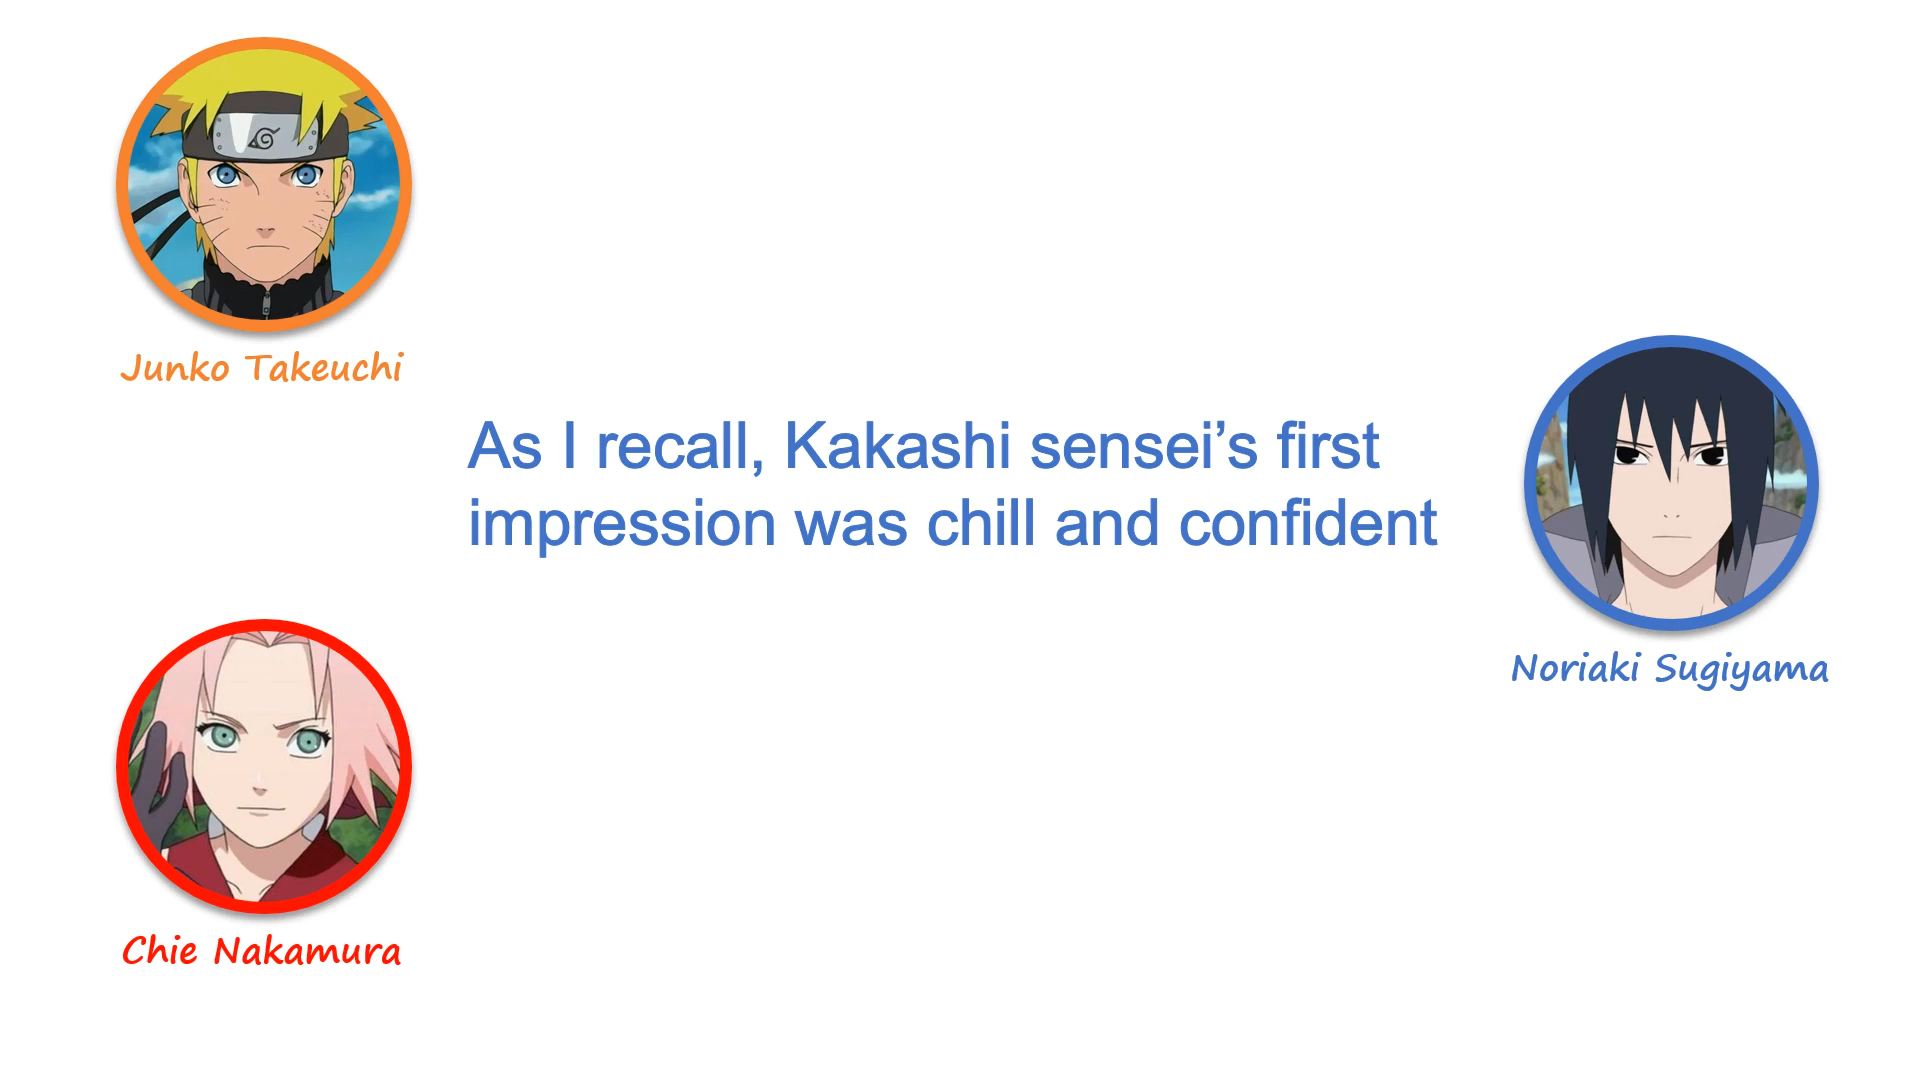 Junko Takeuchi
As I recall, Kakashi sensei’s first
impression was chill and confident
Noriaki Sugiyama
Chie Nakamura